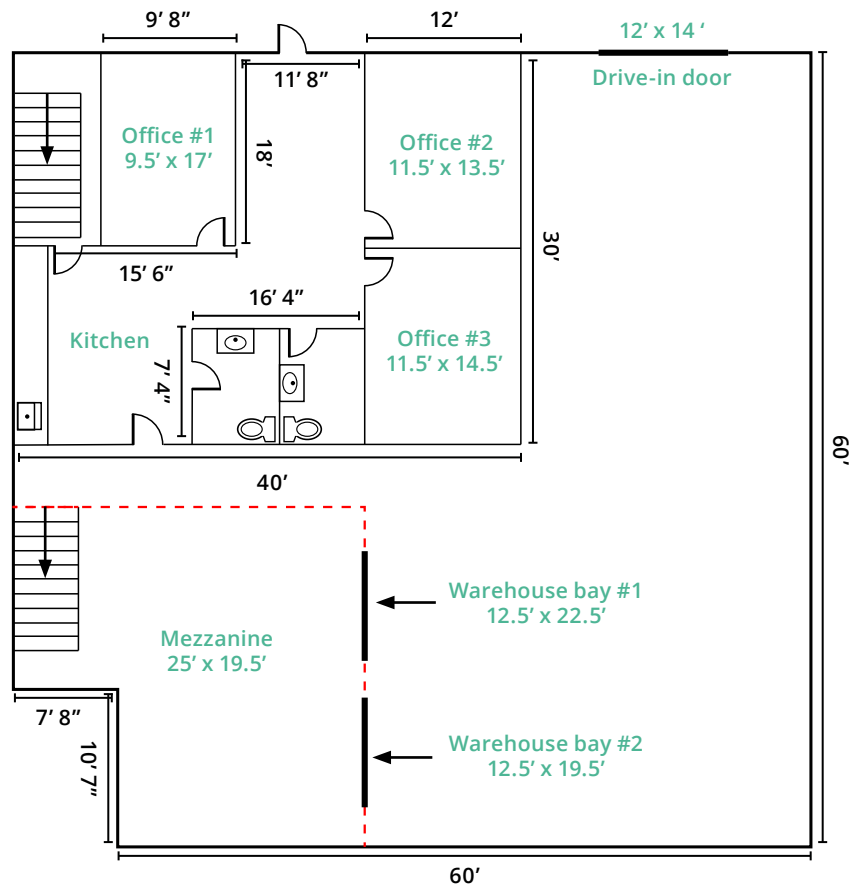 9’ 8”
12’
12’ x 14 ‘
11’ 8”
Drive-in door
Office #1
9.5’ x 17’
18’
Office #2
11.5’ x 13.5’
30’
15’ 6”
16’ 4”
Kitchen
7’ 4”
Office #3
11.5’ x 14.5’
60’
40’
Warehouse bay #1
12.5’ x 22.5’
Mezzanine
25’ x 19.5’
7’ 8”
10’ 7”
Warehouse bay #2
12.5’ x 19.5’
60’